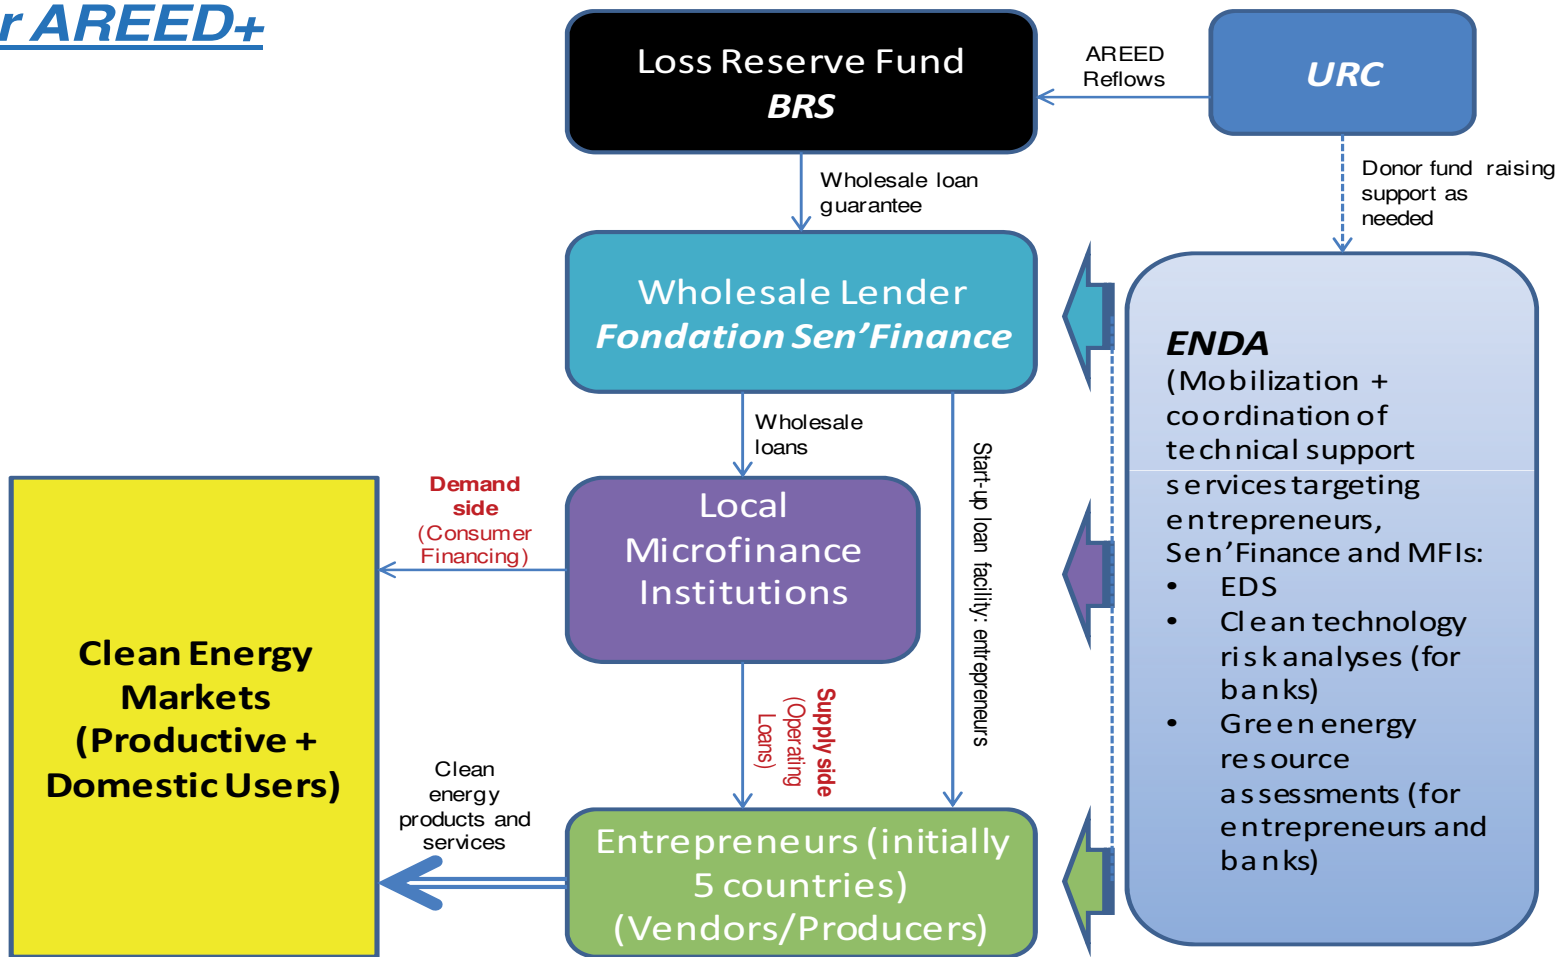 r AREED+
Loss Reserve Fund
BRS
AREED
Reflows
URC
Wholesale loan
guarantee
Donor fund raising
support as
needed
Wholesale Lender
Fondation Sen’Finance
Wholesale
loans
Start-up loan facility: entrepreneurs
ENDA
(Mobilization +
coordination of
technical support
services targeting
entrepreneurs,
Sen’Finance and MFIs:
• EDS
• Clean technology
risk analyses (for
banks)
• Green energy
resource
assessments (for
entrepreneurs and
banks)
Demand
side
(Consumer
Financing)
Local
Microfinance
Institutions
Supply side
(Operating
Loans)
Clean Energy
Markets
(Productive +
Domestic Users)
Clean
energy
products and
services
Entrepreneurs (initially
5 countries)
(Vendors/Producers)